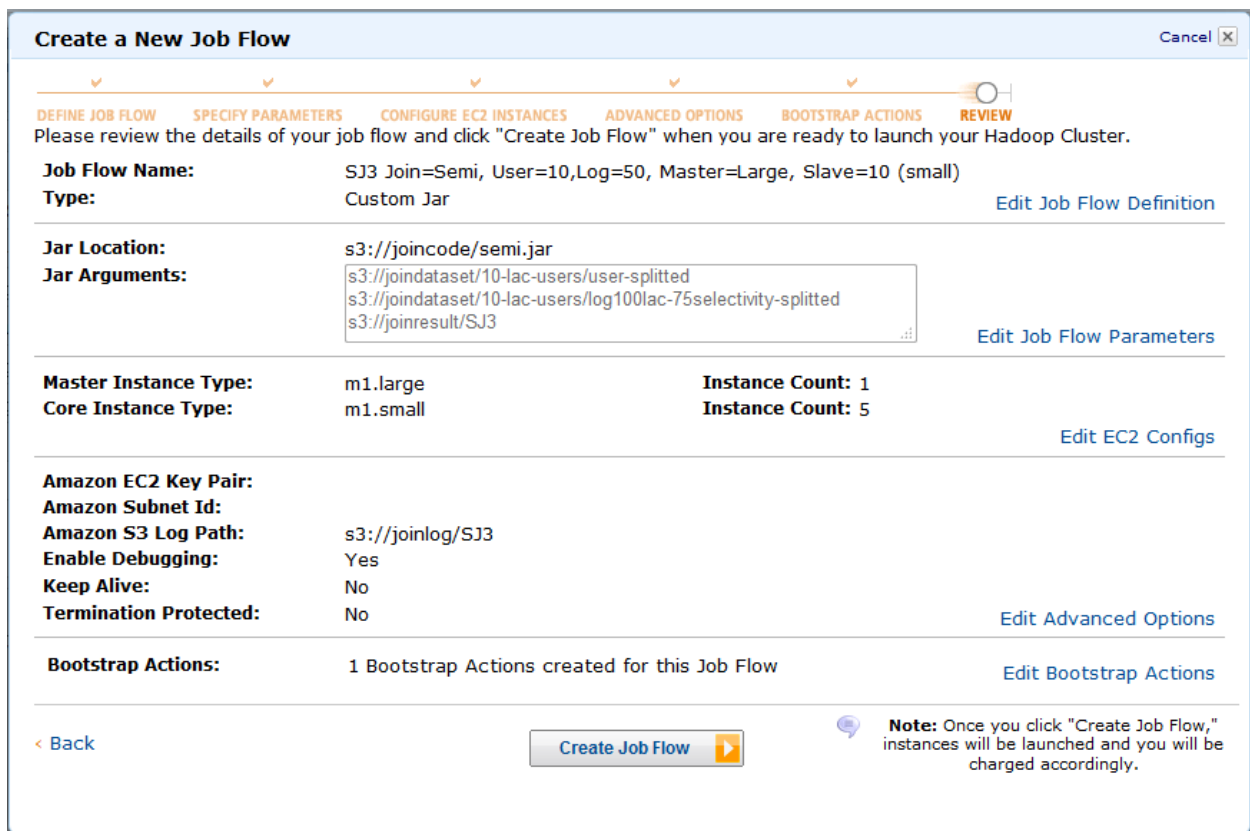 Create a New Job Flow Cancel
DEFINE JOB FLOW SPECIFY PARAMETERS CONFIGURE EC2 INSTANCES ADVANCED OPTIONS BOOTSTRAP ACTIONS REVIEW
Please review the details of your job flow and click "Create Job Flow" when you are ready to launch your Hadoop Cluster.
Job Flow Name: SJ3 Join=Semi, User=10,Log=50, Master=Large, Slave=10 (small)
Type: Custom Jar
Edit Job Flow Definition
Jar Location: s3://joincode/semi.jar
Jar Arguments: s3://joindataset/10-lac-users/user-splitted
s3://joindataset/10-lac-users/log100lac-75selectivity-splitted
s3://joinresult/SJ3
Edit Job Flow Parameters
Master Instance Type: m1.large Instance Count: 1
Core Instance Type: m1.small Instance Count: 5
Edit EC2 Configs
Amazon EC2 Key Pair:
Amazon Subnet Id:
Amazon S3 Log Path: s3://joinlog/SJ3
Enable Debugging: Yes
Keep Alive: No
Termination Protected: No
Edit Advanced Options
Bootstrap Actions: 1 Bootstrap Actions created for this Job Flow
Edit Bootstrap Actions
< Back
Create Job Flow
Note: Once you click "Create Job Flow,"
instances will be launched and you will be
charged accordingly.